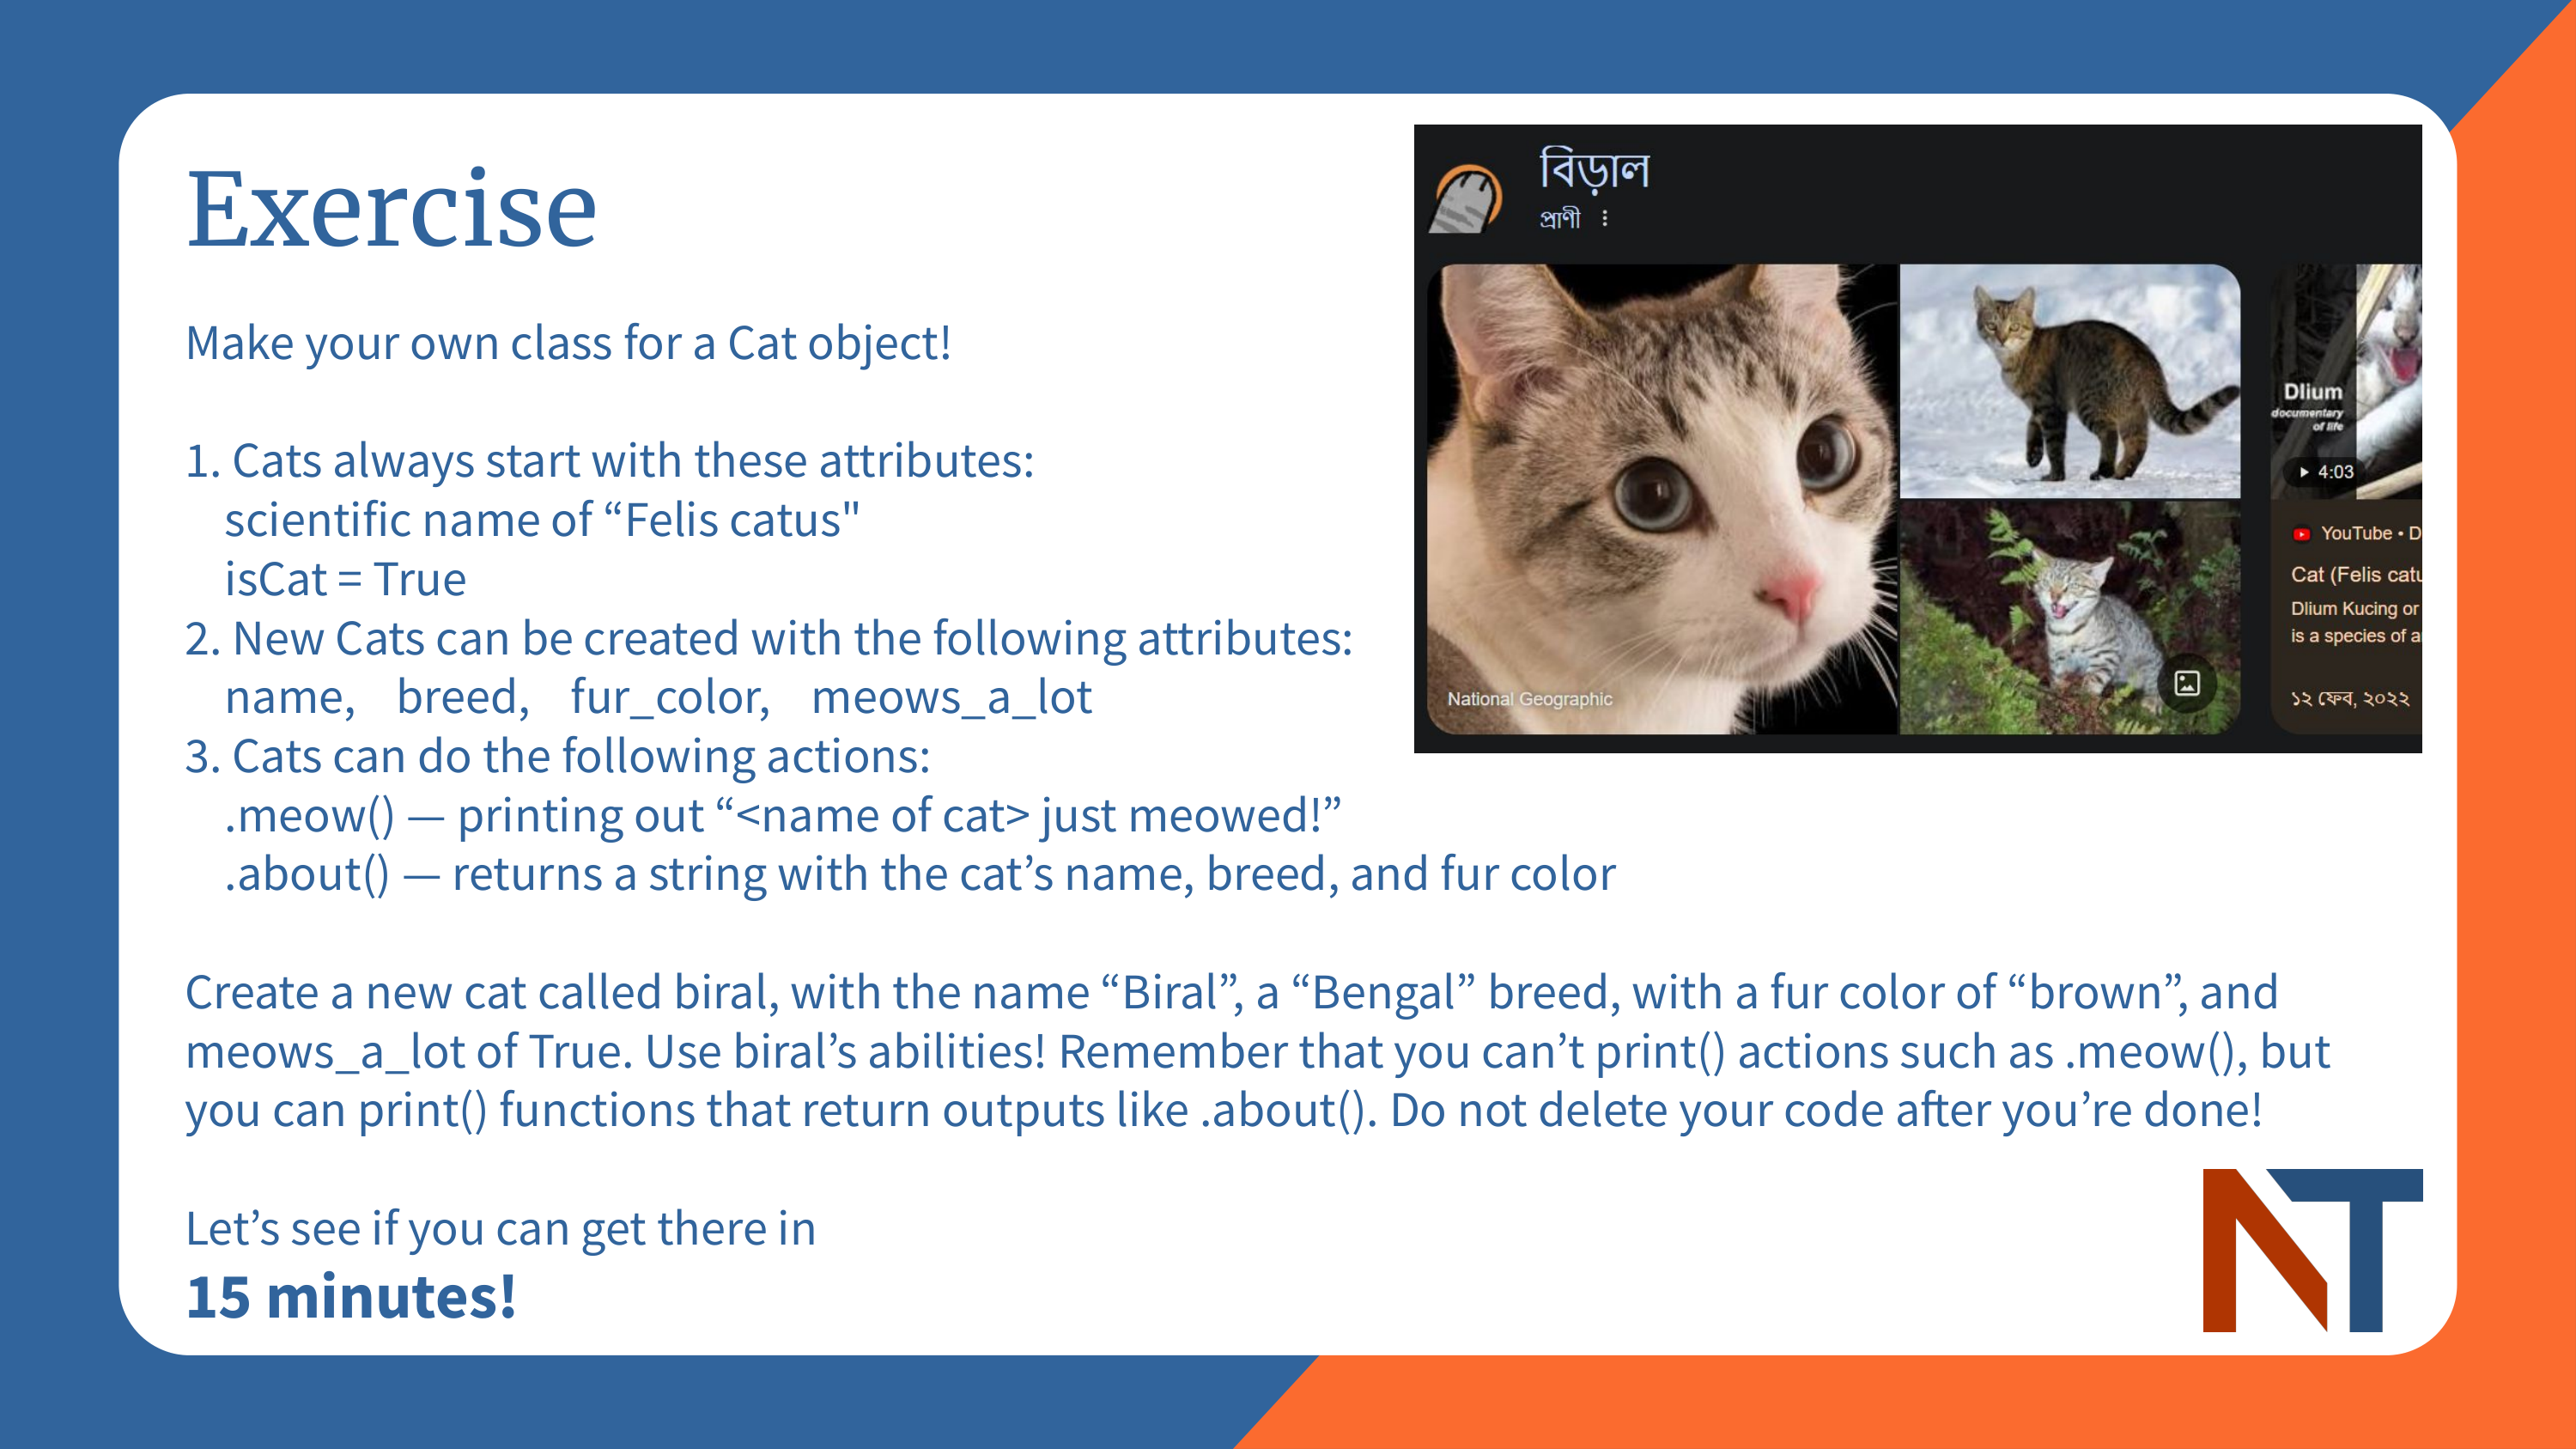 Exercise
Make your own class for a Cat object!
1. Cats always start with these attributes:
scientific name of “Felis catus"
isCat = True
2. New Cats can be created with the following attributes:
name, breed, fur_color, meows_a_lot
3. Cats can do the following actions:
.meow() — printing out “<name of cat> just meowed!”
.about() — returns a string with the cat’s name, breed, and fur color
Create a new cat called biral, with the name “Biral”, a “Bengal” breed, with a fur color of “brown”, and
meows_a_lot of True. Use biral’s abilities! Remember that you can’t print() actions such as .meow(), but
you can print() functions that return outputs like .about(). Do not delete your code after you’re done!
Let’s see if you can get there in
15 minutes!
বিড়াল
প্রাণী
National Geographic
Dlium
documentary
of life
4:03
YouTube • D
Cat (Felis catu
Dlium Kucing or
is a species of a
১২ ফেব, ২০২২
NT